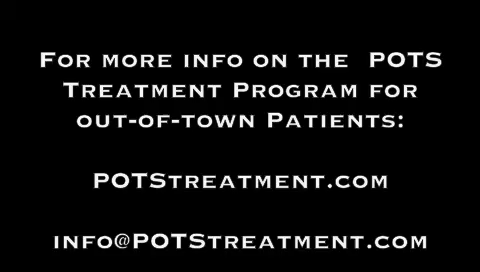 For more info on the POTS
Treatment Program for
out-of-town Patients:
POTStreatment.com
info@POTStreatment.com